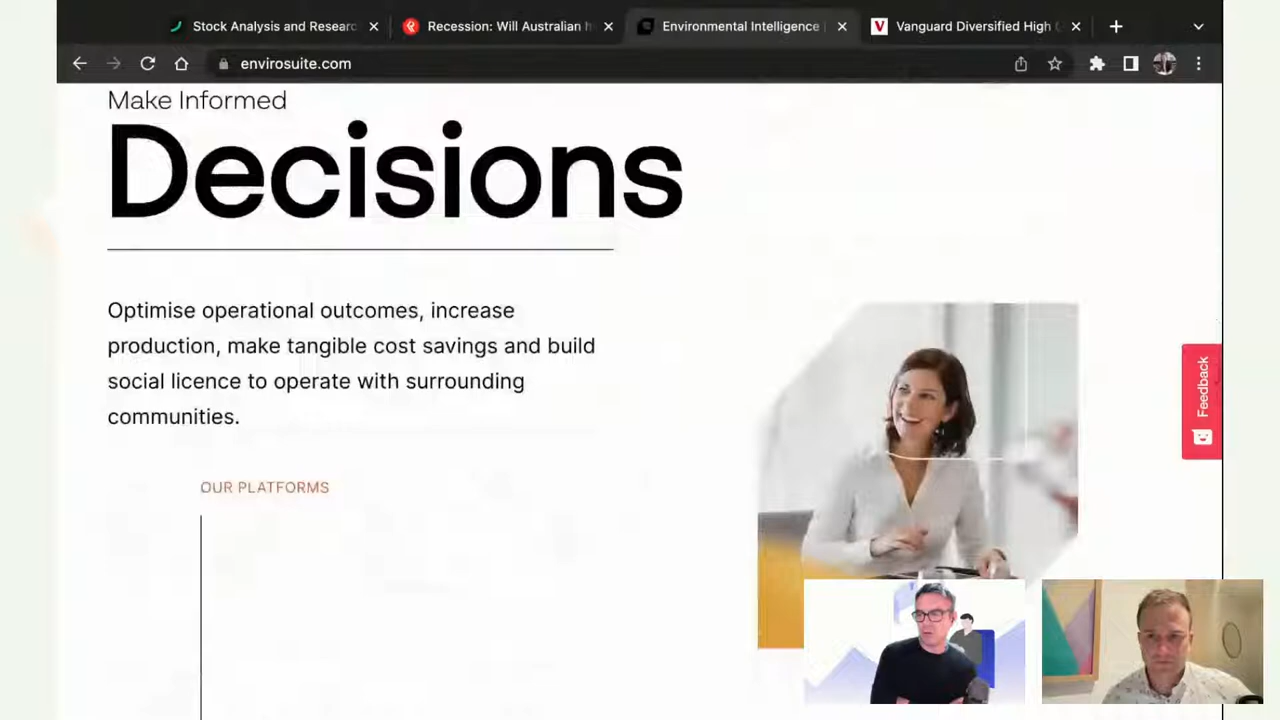 Stock Analysis and Researc
Recession: Will Australian h
Environmental Intelligence
Vanguard Diversified High
envirosuite.com
Make Informed
Decisions
Optimise operational outcomes, increase
production, make tangible cost savings and build
social licence to operate with surrounding
communities.
OUR PLATFORMS
Feedback